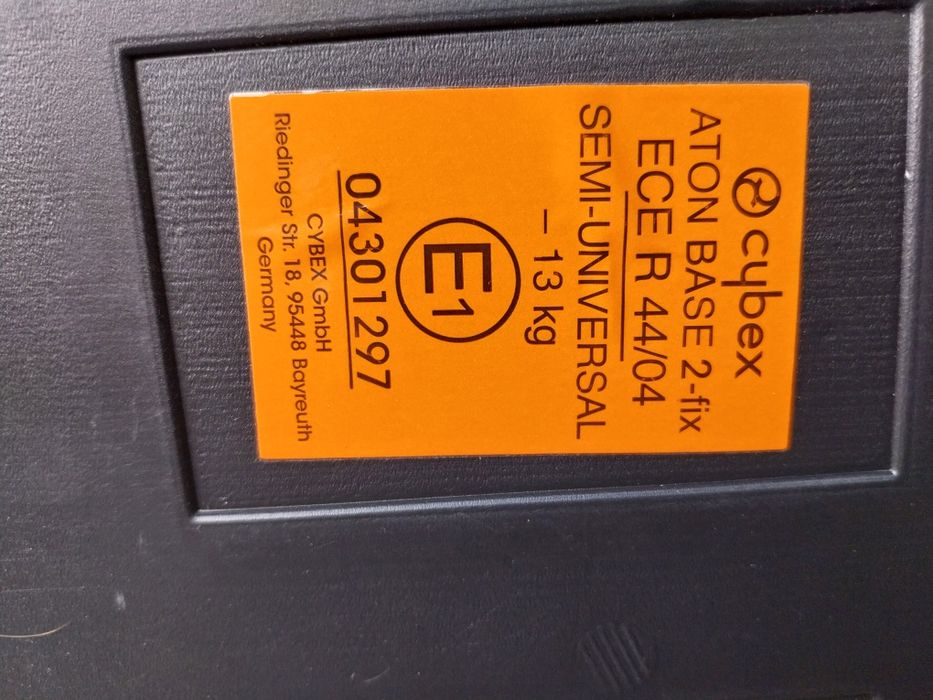 cybex
ATON BASE 2-fix
ECE R 44/04
SEMI-UNIVERSAL
– 13 kg
E1
04301297
CYBEX GmbH
Riedinger Str. 18, 95448 Bayreuth
Germany